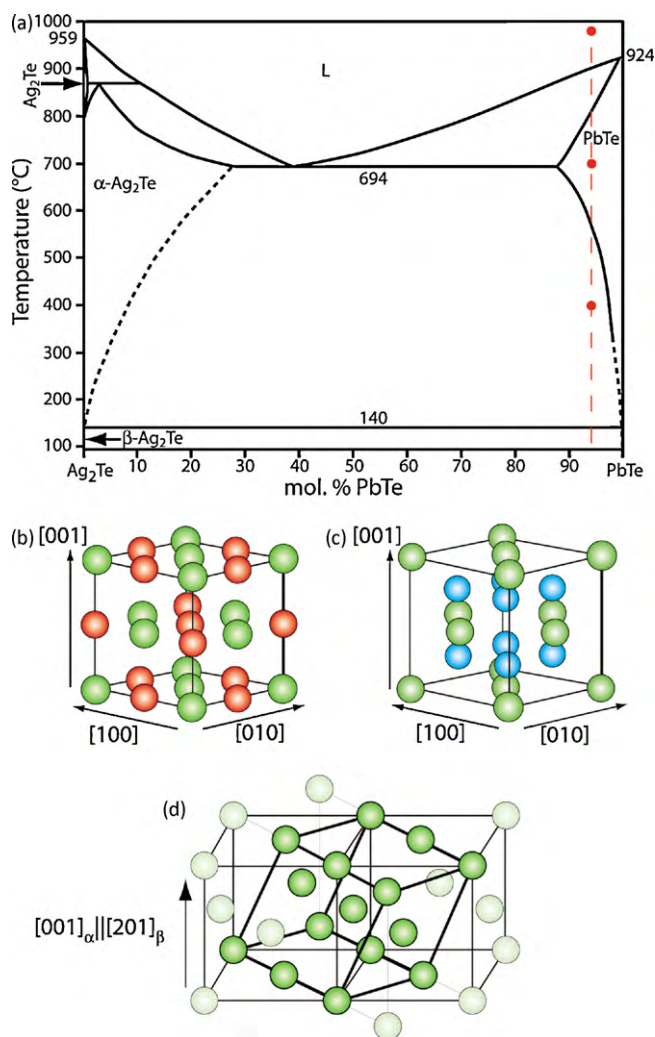 (a)
1000
959
900
800
700
600
500
400
300
200
150
100
Temperature (°C)
Ag₂Te
L
924
PbTe
α-Ag₂Te
694
140
β-Ag₂Te
Ag₂Te 10 20 30 40 50 60 70 80 90 PbTe
mol. % PbTe
(b)
[001]
[100]
[010]
(c)
[001]
[100]
[010]
(d)
[001]α||[201]β